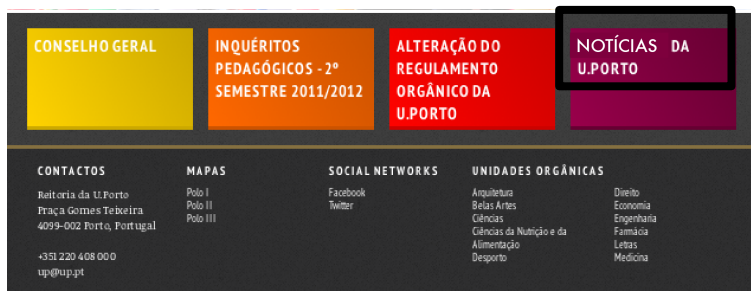 CONSELHO GERAL
INQUÉRITOS
PEDAGÓGICOS - 2º
SEMESTRE 2011/2012
ALTERAÇÃO DO
REGULAMENTO
ORGÂNICO DA
U.PORTO
NOTÍCIAS DA
U.PORTO
CONTACTOS
Reitoria da U.Porto
Praça Gomes Teixeira
4099-002 Porto, Portugal
+351 220 408 000
up@up.pt
MAPAS
Polo I
Polo II
Polo III
SOCIAL NETWORKS
Facebook
Twitter
UNIDADES ORGÂNICAS
Arquitetura
Belas Artes
Ciências
Ciências da Nutrição e da
Alimentação
Desporto
Direito
Economia
Engenharia
Farmácia
Letras
Medicina